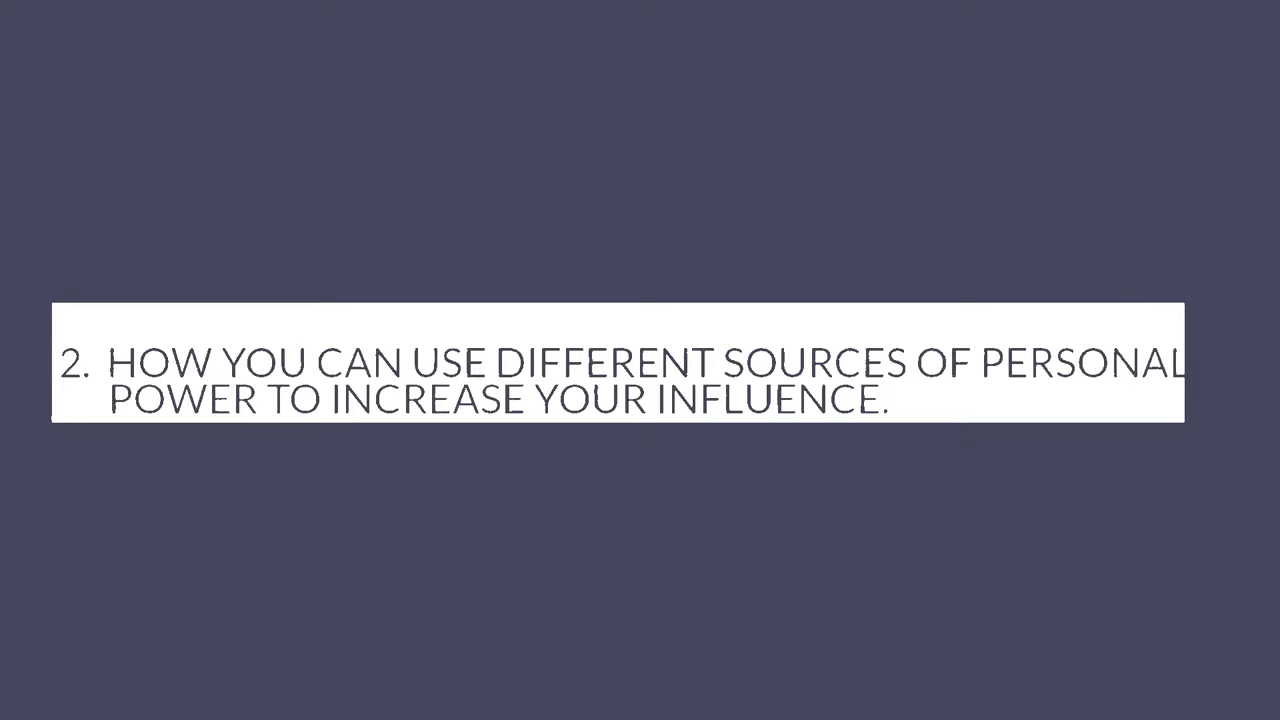 2. HOW YOU CAN USE DIFFERENT SOURCES OF PERSONAL
POWER TO INCREASE YOUR INFLUENCE.